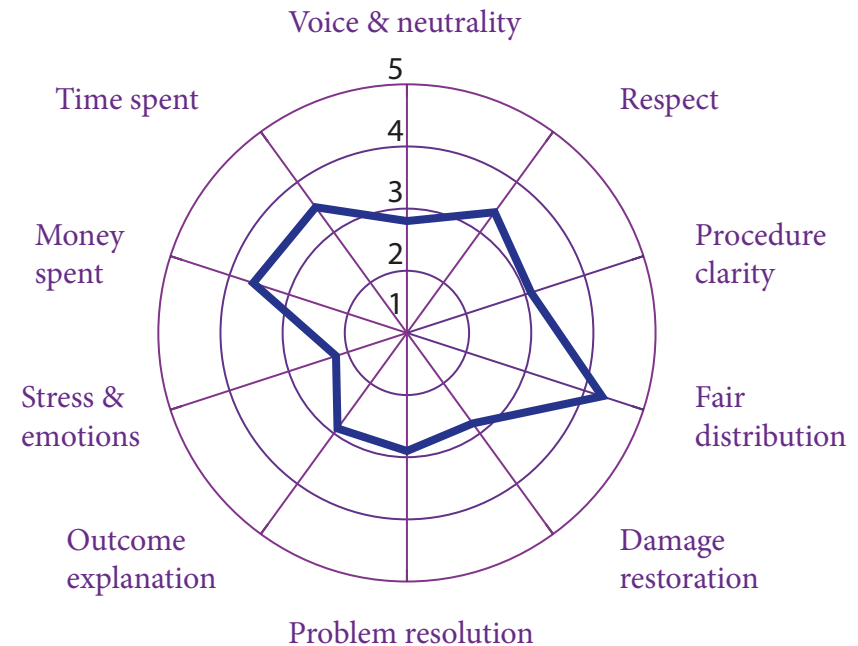 Voice & neutrality
5
4
3
2
1
Respect
Procedure
clarity
Fair
distribution
Damage
restoration
Problem resolution
Outcome
explanation
Stress &
emotions
Money
spent
Time spent